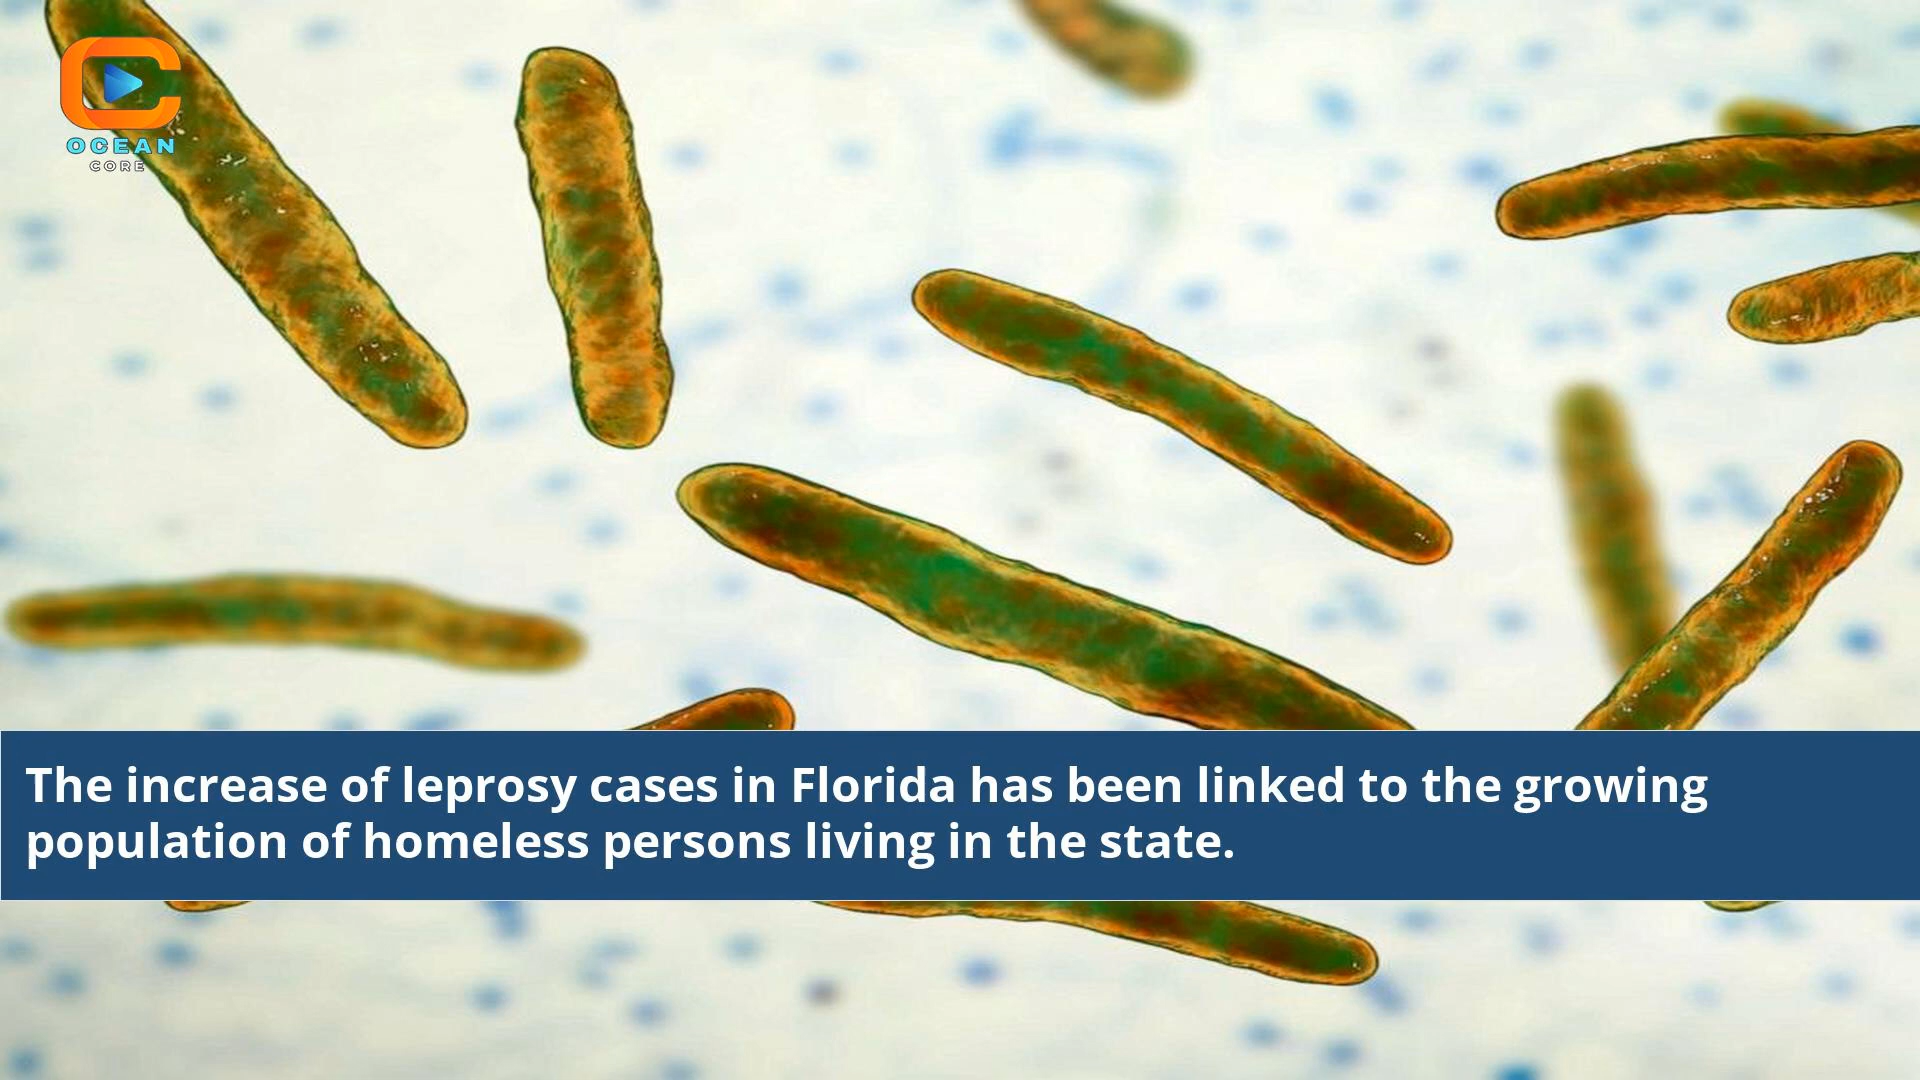 OCEAN
CORE
The increase of leprosy cases in Florida has been linked to the growing
population of homeless persons living in the state.